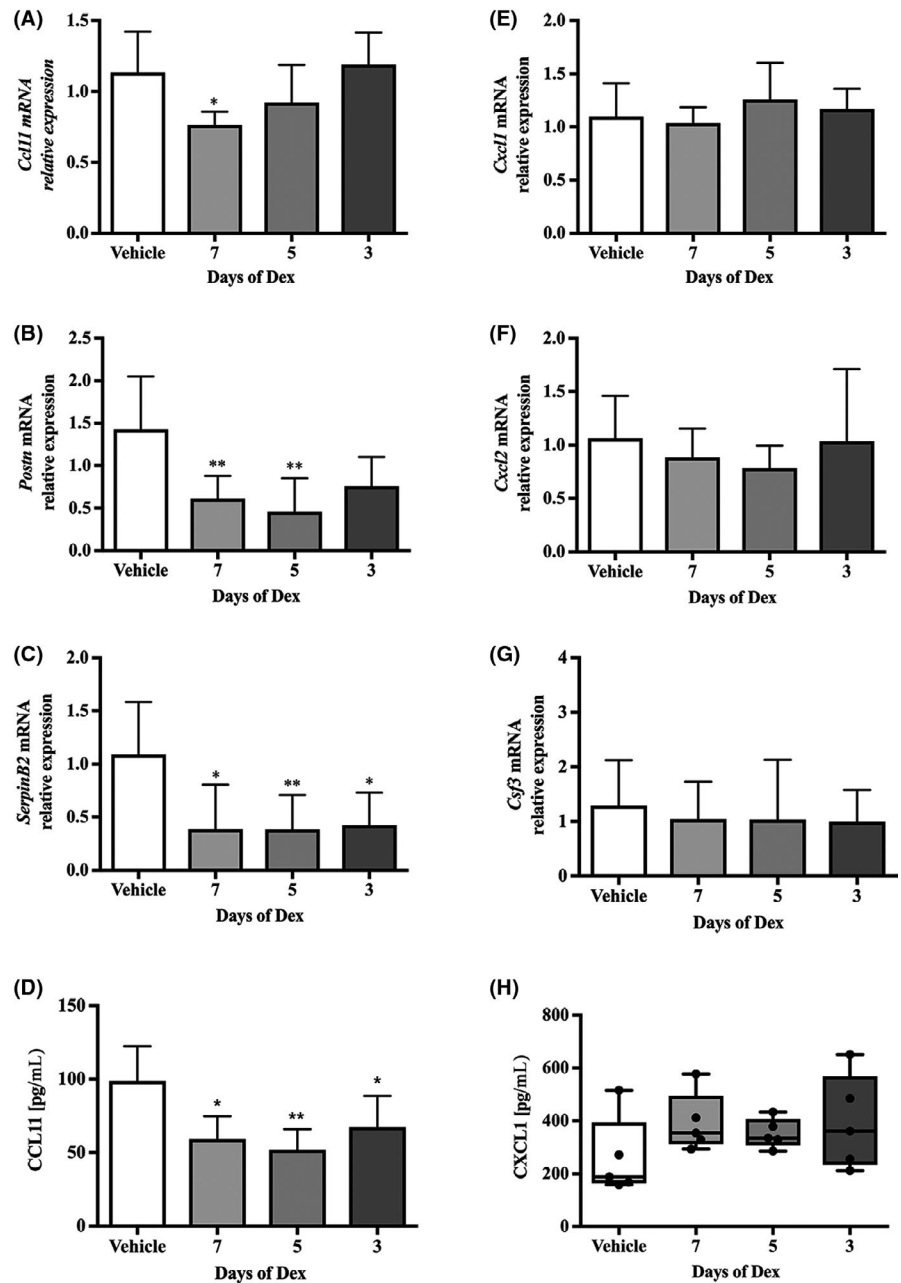 (A)
Ccl11 mRNA
relative expression
1.5
1.0
0.5
0.0
*
Vehicle 7 5 3
Days of Dex
(B)
Postn mRNA
relative expression
2.5
2.0
1.5
1.0
0.5
0.0
** **
Vehicle 7 5 3
Days of Dex
(C)
SerpinB2 mRNA
relative expression
2.0
1.5
1.0
0.5
0.0
* ** *
Vehicle 7 5 3
Days of Dex
(D)
CCL11 [pg/mL)
150
100
50
0
* ** *
Vehicle 7 5 3
Days of Dex
(E)
Cxcl1 mRNA
relative expression
2.0
1.5
1.0
0.5
0.0
Vehicle 7 5 3
Days of Dex
(F)
Cxcl2 mRNA
relative expression
2.0
1.5
1.0
0.5
0.0
Vehicle 7 5 3
Days of Dex
(G)
Csf3 mRNA
relative expression
4
3
2
1
0
Vehicle 7 5 3
Days of Dex
(H)
CXCL1 [pg/mL)
800
600
400
200
0
Vehicle 7 5 3
Days of Dex